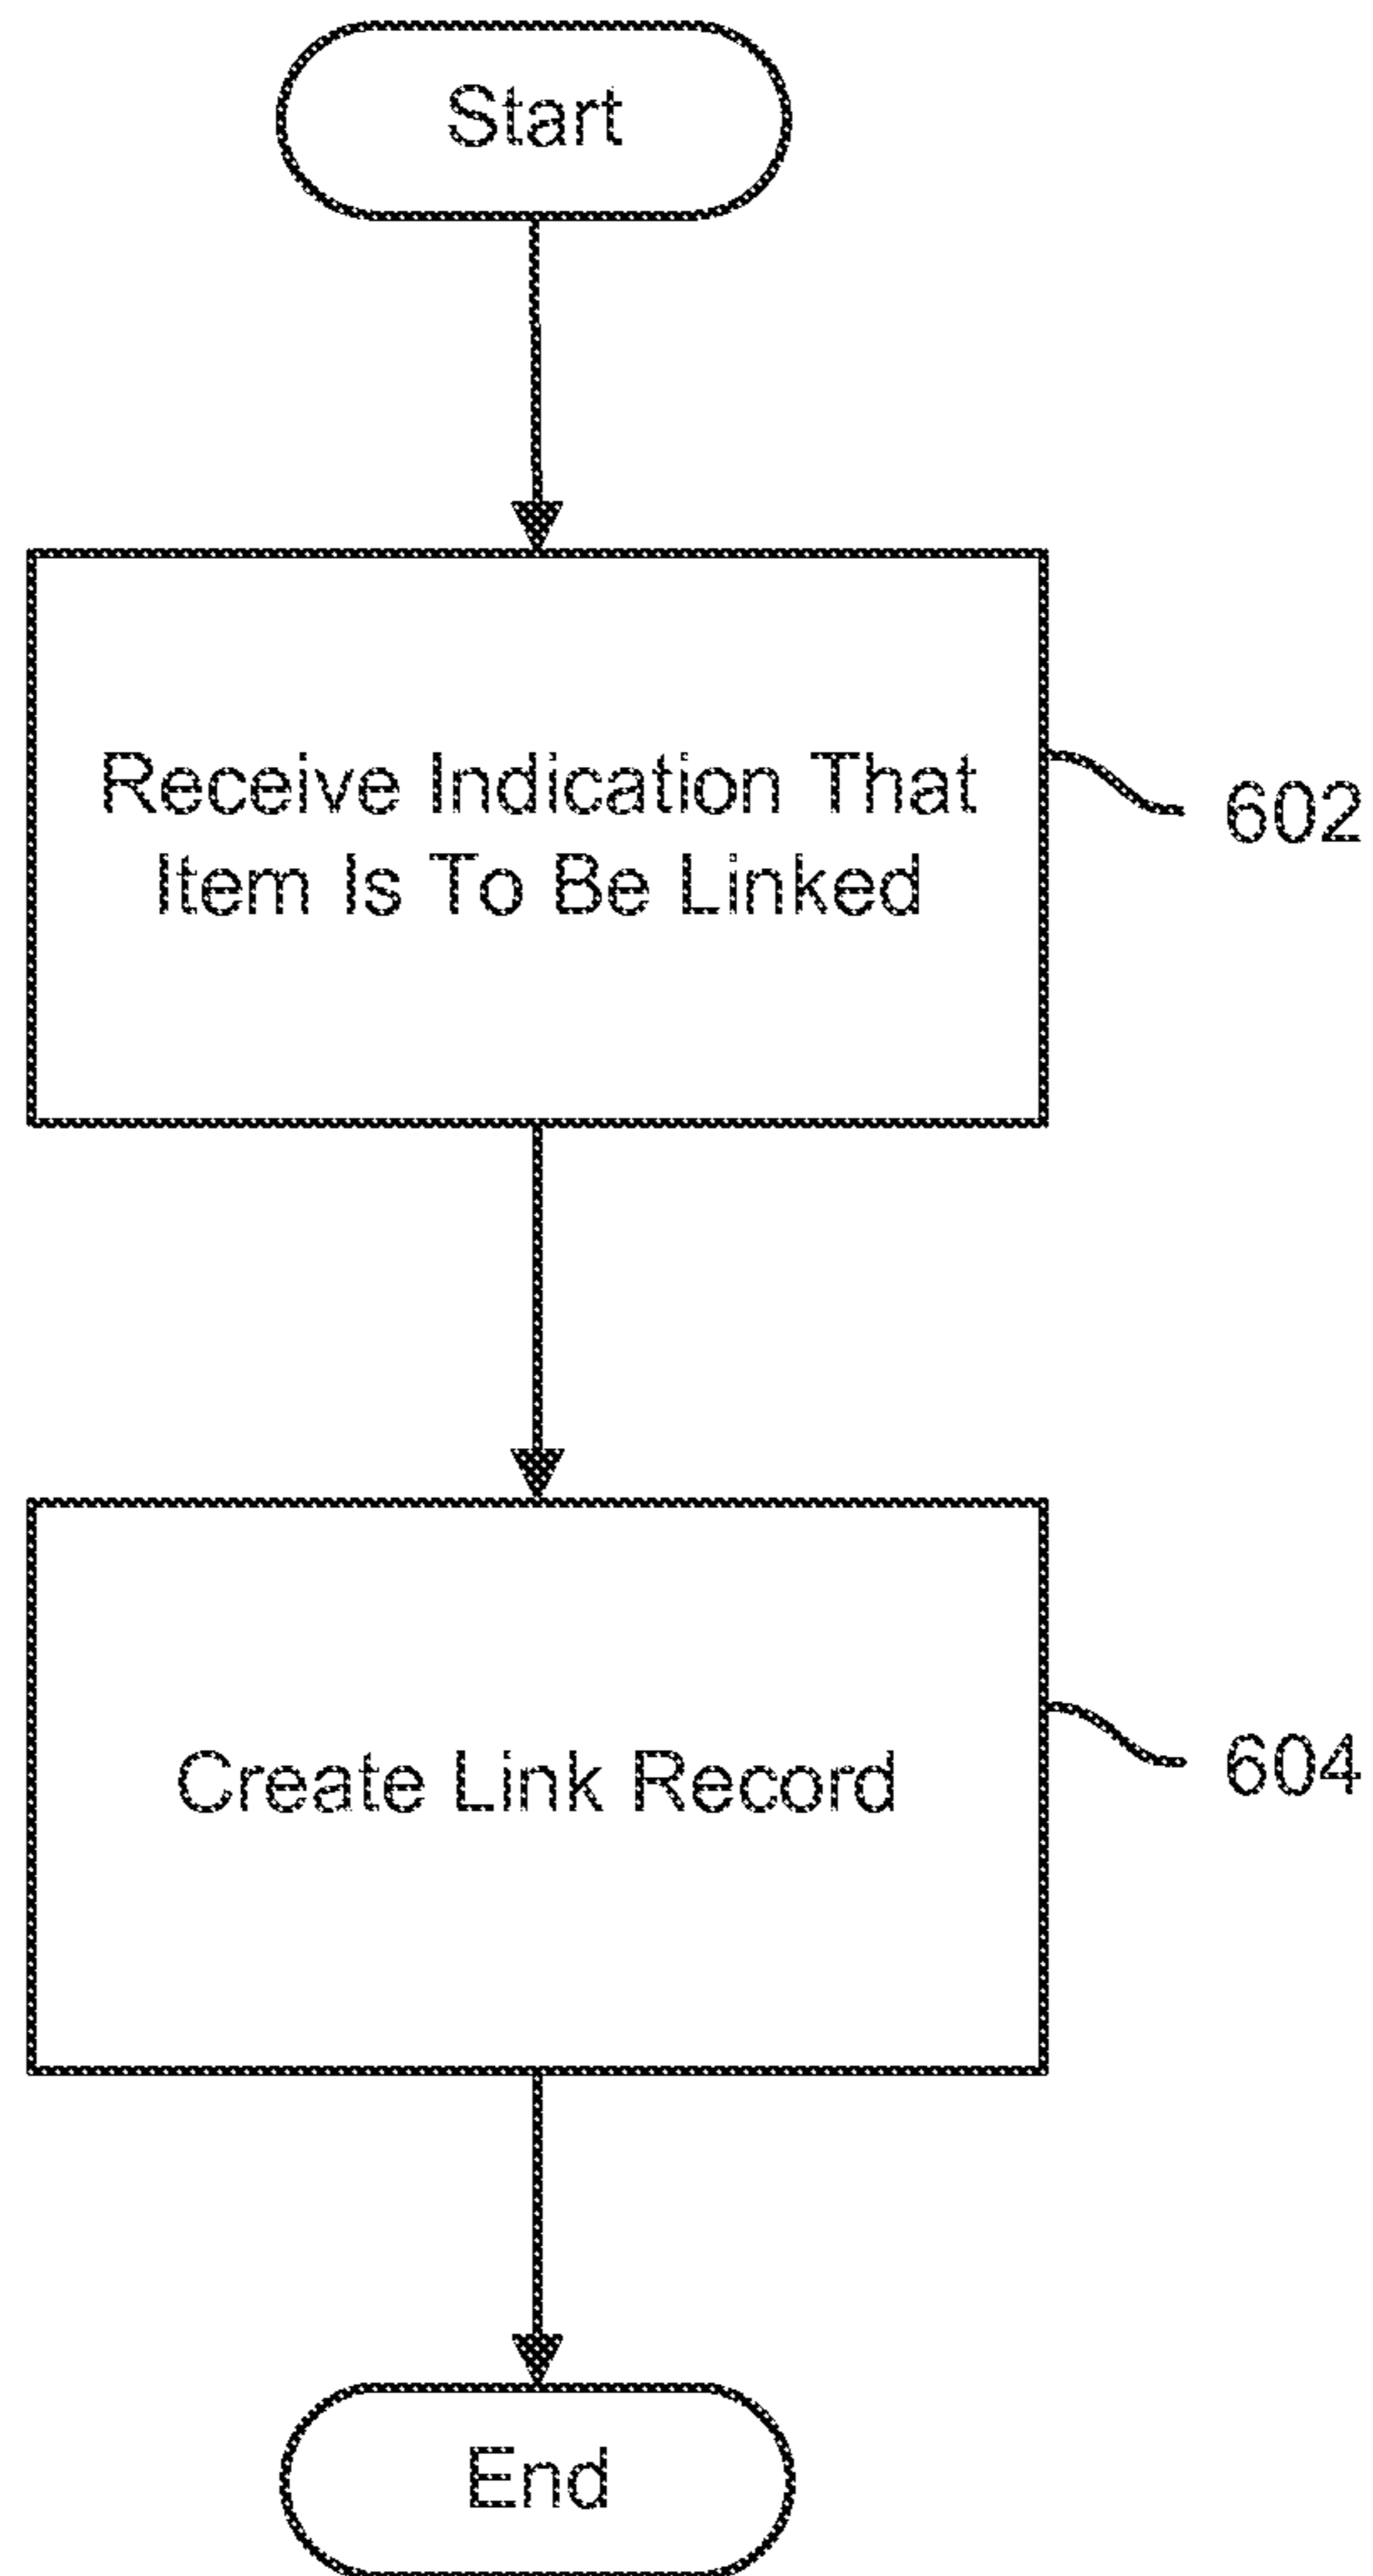 Start
Receive Indication That
Item Is To Be Linked
602
Create Link Record
604
End